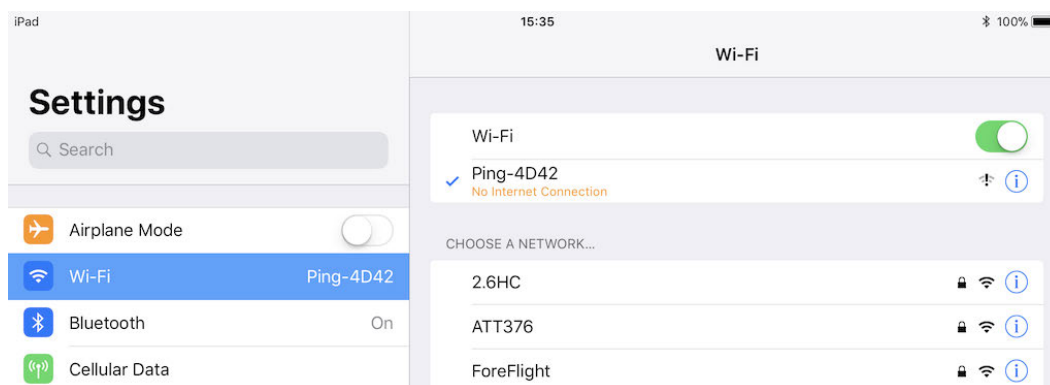 iPad
15:35
100%
Settings
Search
Airplane Mode
Wi-Fi Ping-4D42
Bluetooth On
Cellular Data
Wi-Fi
Wi-Fi
Ping-4D42
No Internet Connection
CHOOSE A NETWORK...
2.6HC
ATT376
ForeFlight